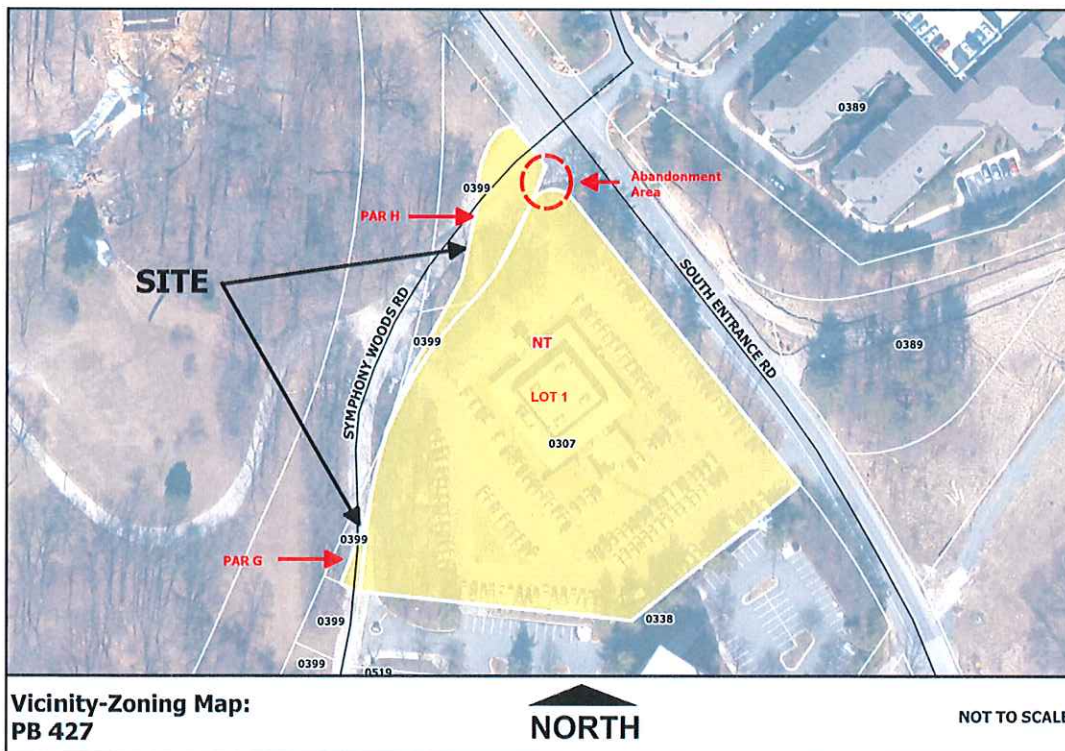 0389
0399
PAR H
Abandonment
Area
SITE
SYMPHONY WOODS RD
SOUTH ENTRANCE RD
0399
NT
0389
LOT 1
0307
0399
PAR G
0399
0338
0399
0519
Vicinity-Zoning Map:
PB 427
NORTH
NOT TO SCALE